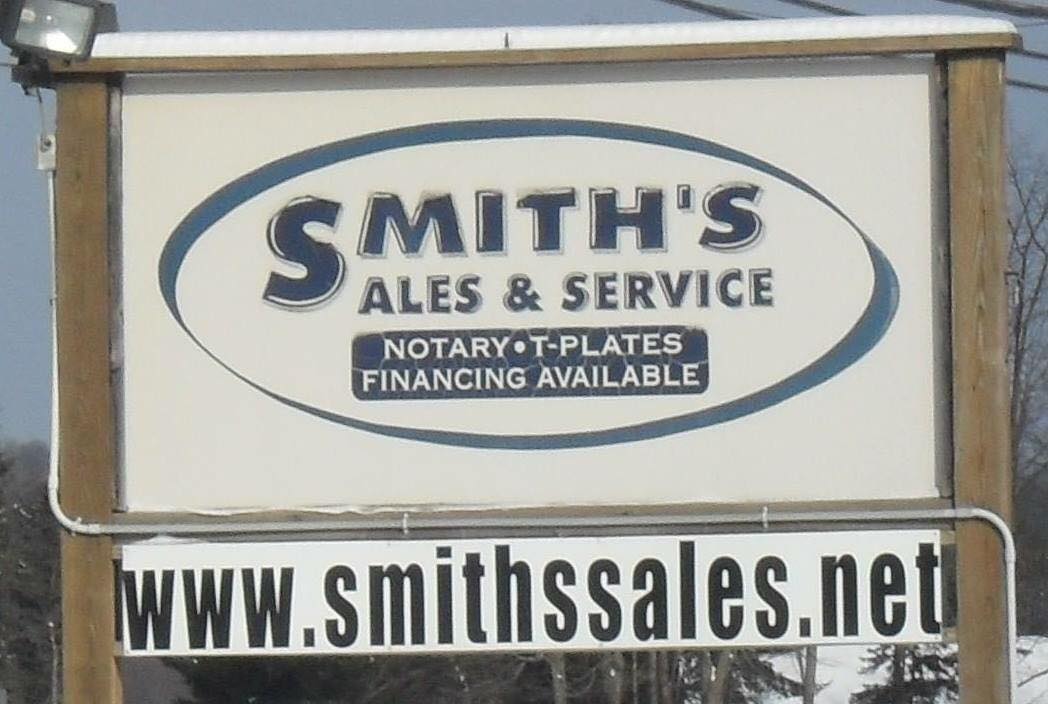 SMITH'S
SALES & SERVICE
NOTARY•T-PLATES
FINANCING AVAILABLE
www.smithssales.net